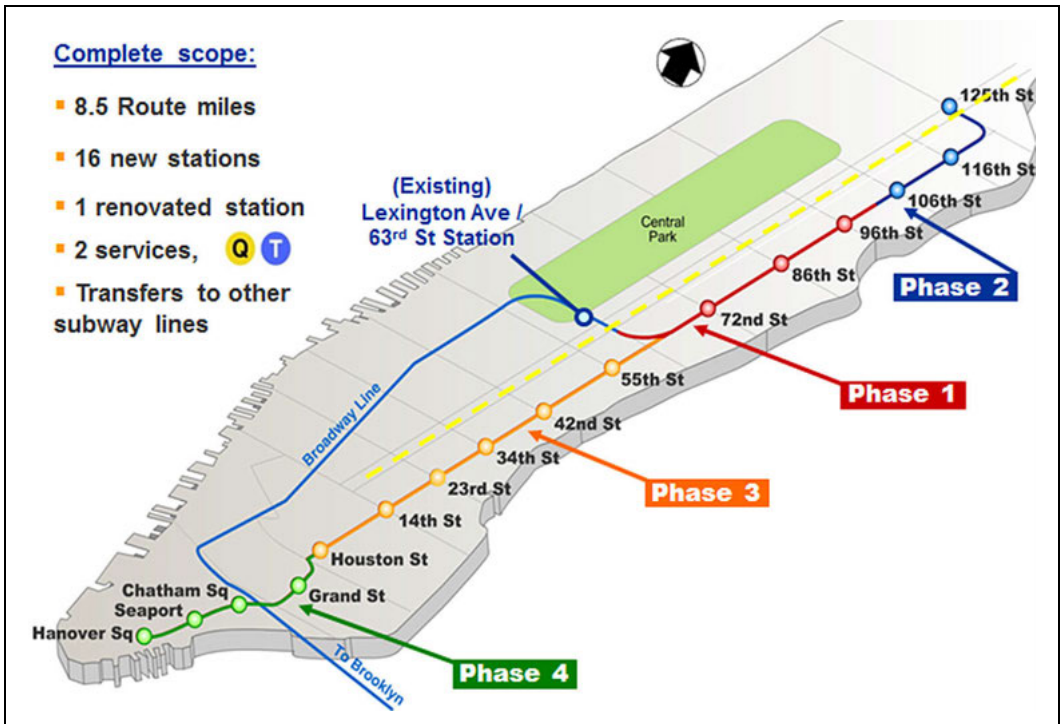 Complete scope:
▪ 8.5 Route miles
▪ 16 new stations
▪ 1 renovated station
▪ 2 services, Q T
▪ Transfers to other
subway lines
(Existing)
Lexington Ave /
63rd St Station
Central
Park
125th St
116th St
106th St
96th St
Phase 2
86th St
72nd St
Phase 1
55th St
42nd St
34th St
Phase 3
23rd St
14th St
Broadway Line
Houston St
Grand St
Chatham Sq
Seaport
Hanover Sq
Phase 4
To Brooklyn